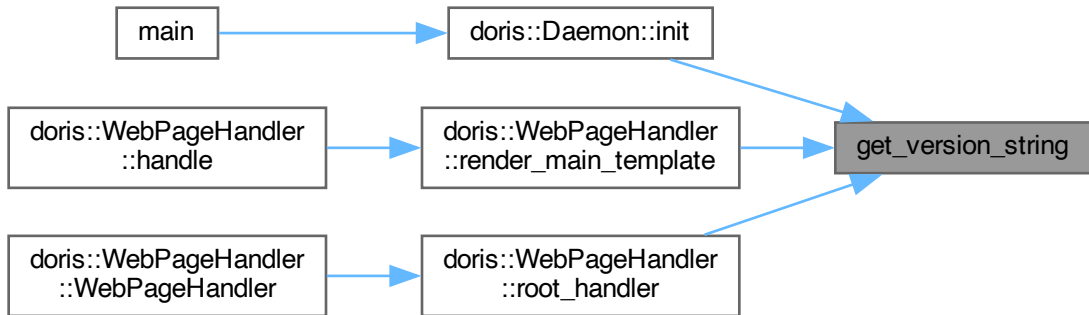 main
doris::Daemon::init
doris::WebPageHandler
::handle
doris::WebPageHandler
::render_main_template
get_version_string
doris::WebPageHandler
::WebPageHandler
doris::WebPageHandler
::root_handler